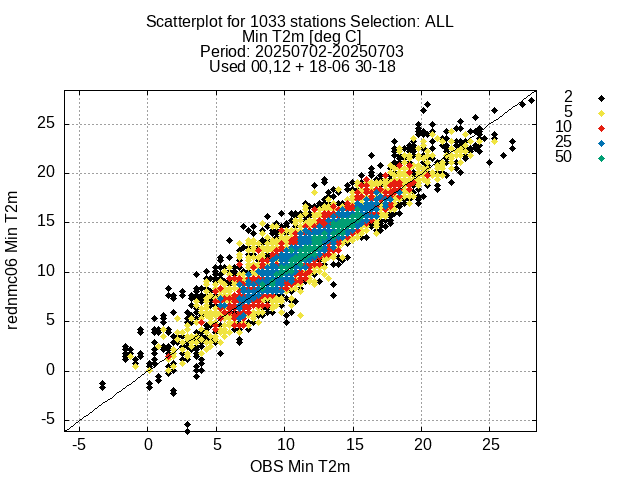 Scatterplot for 1033 stations Selection: ALL
Min T2m [deg C]
Period: 20250702-20250703
Used 00,12 + 18-06 30-18
2
5
10
25
50
25
20
15
10
5
0
-5
rednmc06 Min T2m
-5 0 5 10 15 20 25
OBS Min T2m